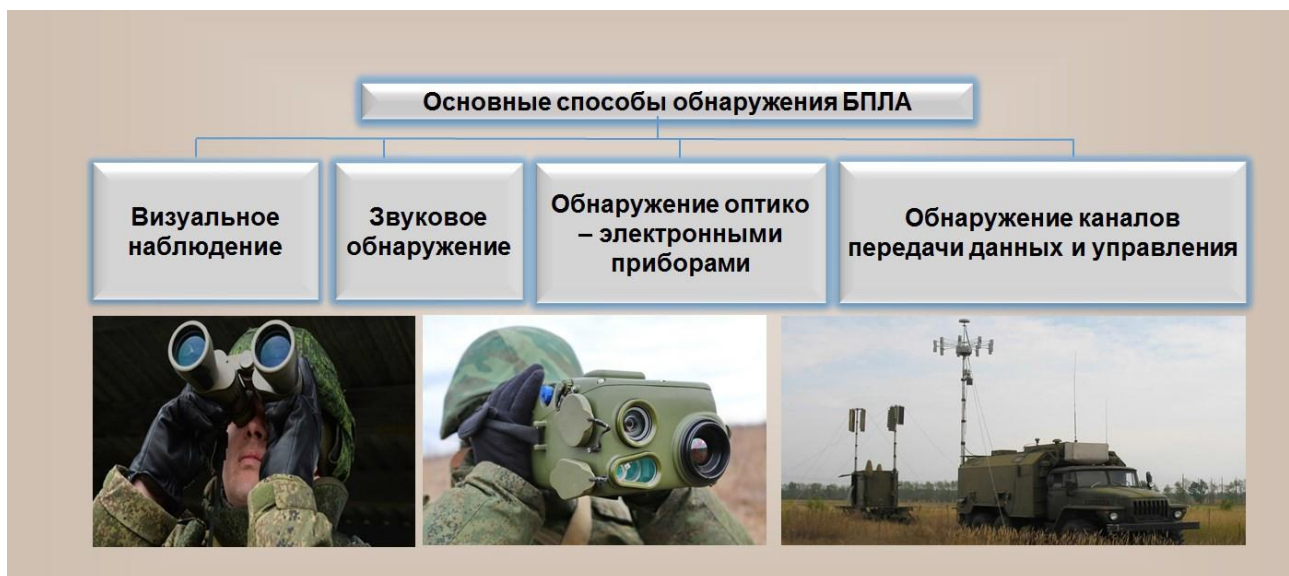 Основные способы обнаружения БПЛА
Визуальное
наблюдение
Звуковое
обнаружение
Обнаружение оптико
– электронными
приборами
Обнаружение каналов
передачи данных и управления